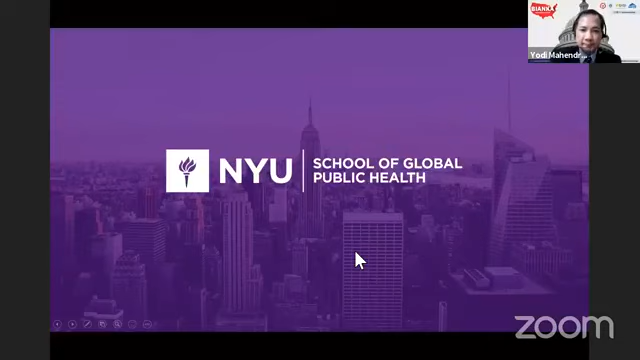 BIANKA
Yodi Mahendr...
NYU
SCHOOL OF GLOBAL
PUBLIC HEALTH
zoom